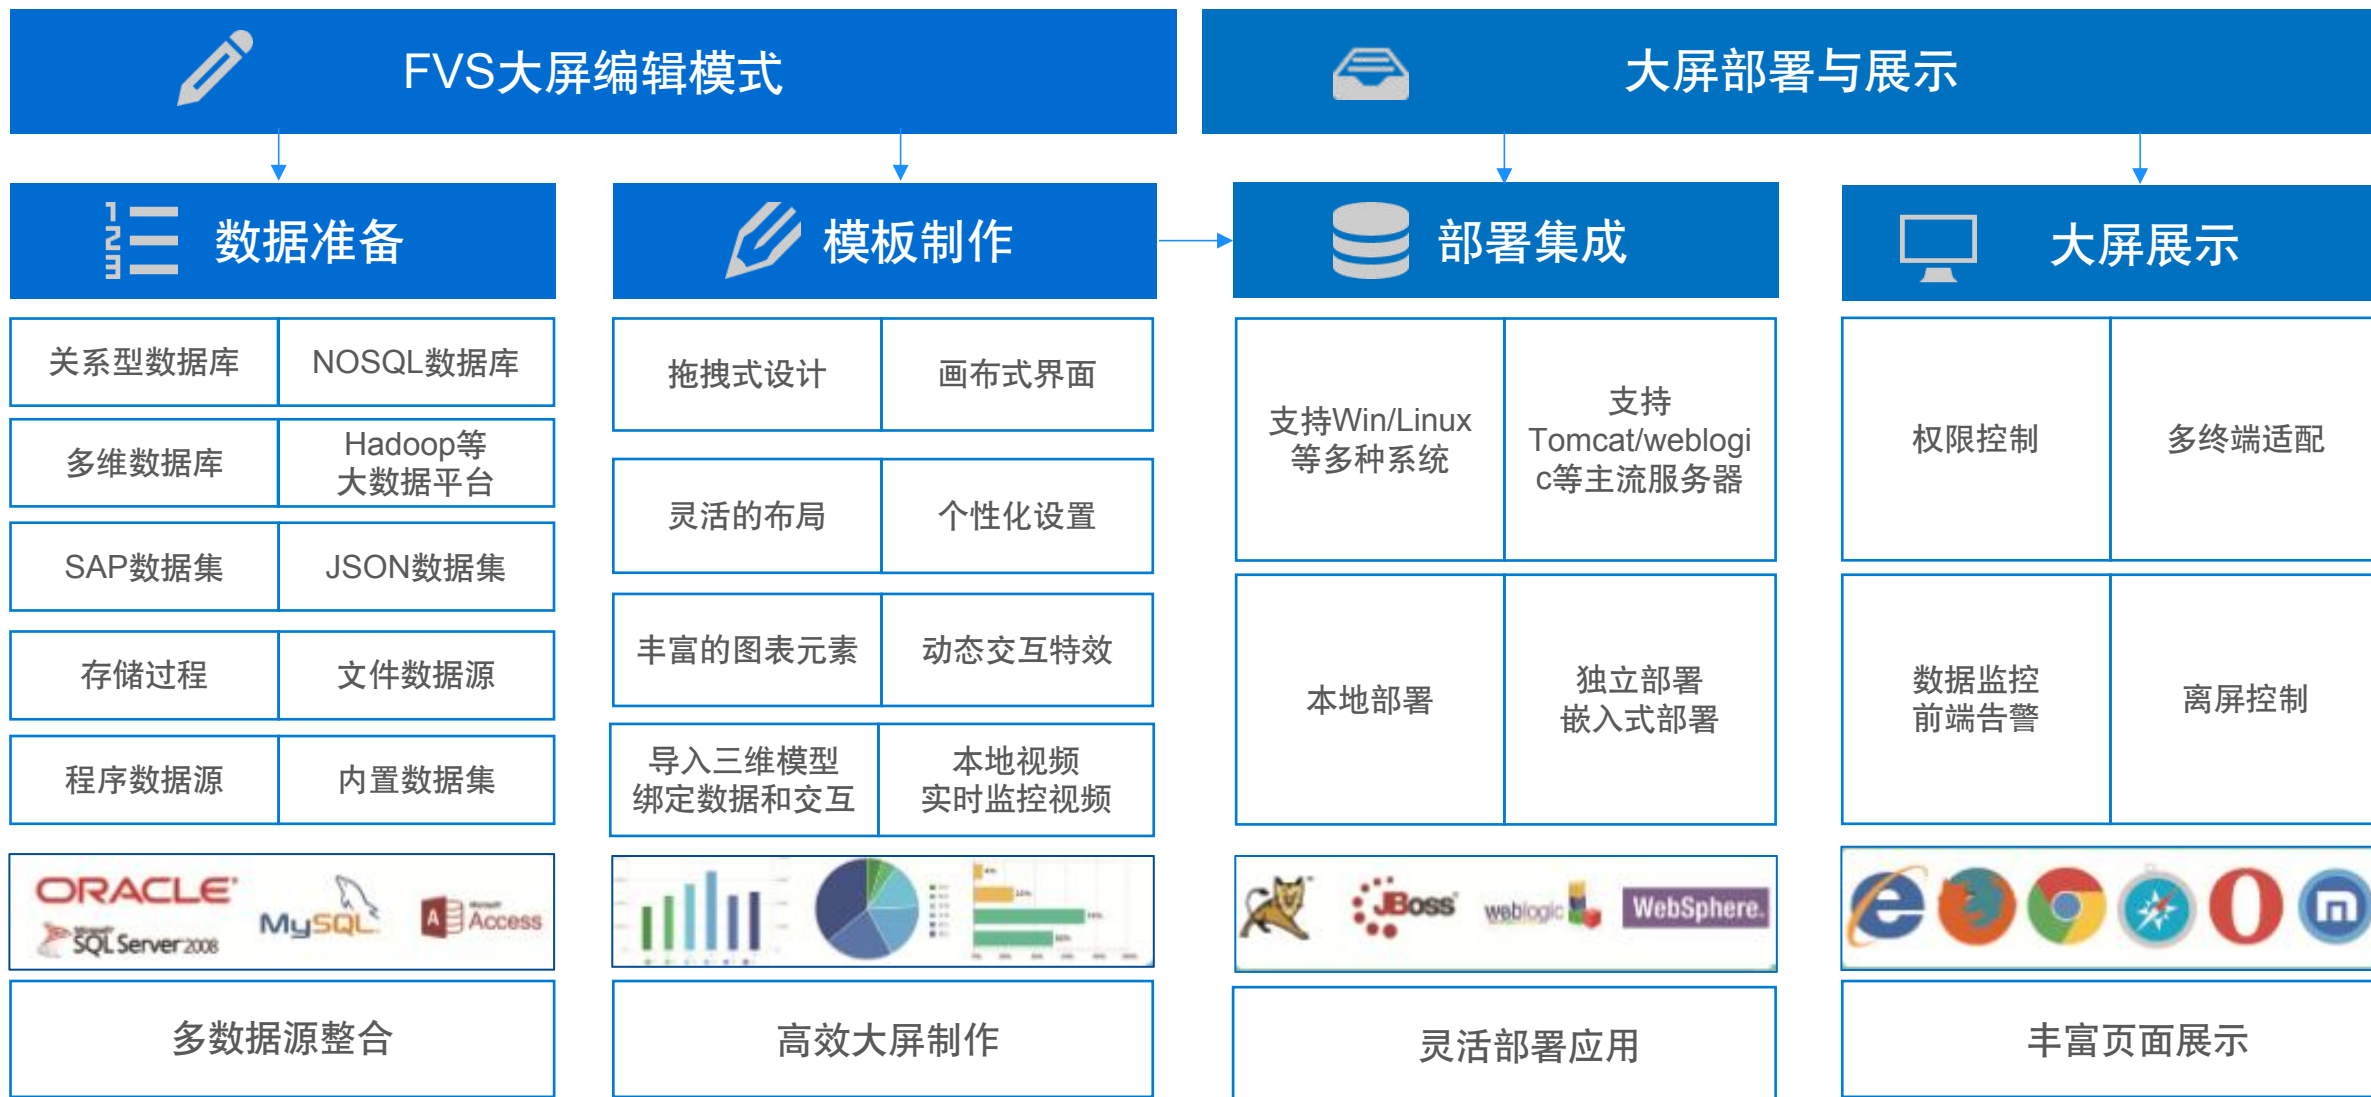 FVS大屏编辑模式
大屏部署与展示
数据准备
模板制作
部署集成
大屏展示
关系型数据库
NOSQL数据库
多维数据库
Hadoop等
大数据平台
SAP数据集
JSON数据集
存储过程
文件数据源
程序数据源
内置数据集
ORACLE
SQL Server 2008
MySQL
A
Access
多数据源整合
拖拽式设计
画布式界面
灵活的布局
个性化设置
丰富的图表元素
动态交互特效
导入三维模型
绑定数据和交互
本地视频
实时监控视频
高效大屏制作
支持Win/Linux
等多种系统
支持
Tomcat/weblogi
c等主流服务器
本地部署
独立部署
嵌入式部署
JBoss
weblogic
WebSphere.
灵活部署应用
权限控制
多终端适配
数据监控
前端告警
离屏控制
丰富页面展示